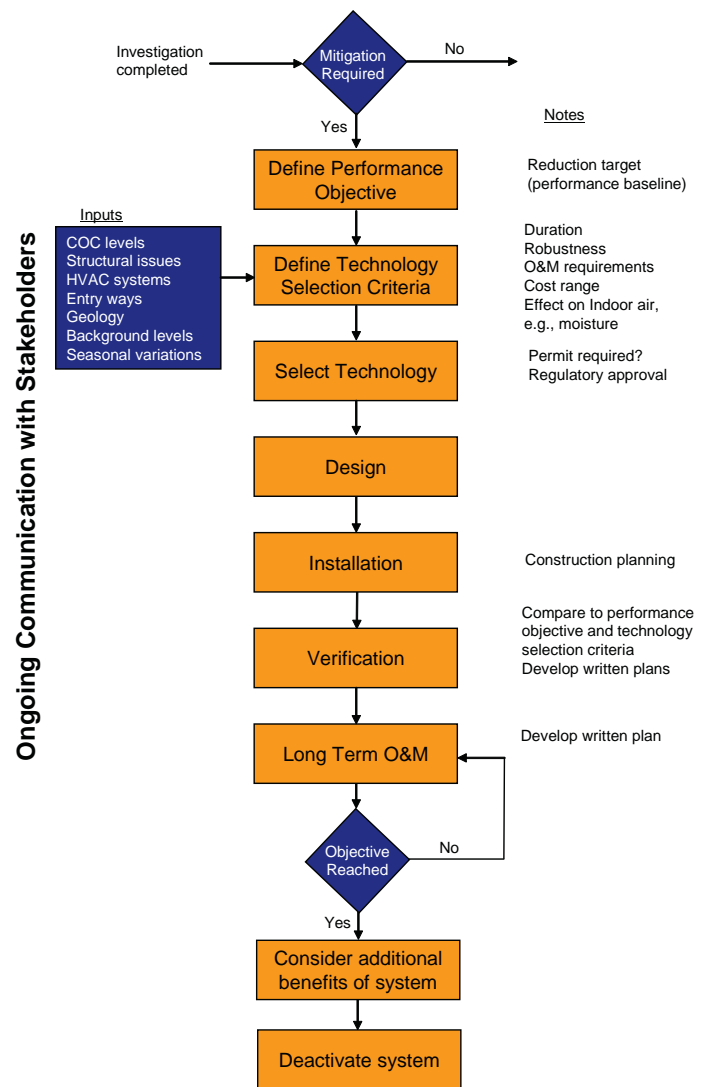 Investigation
completed
Mitigation
Required
No
Yes
Notes
Define Performance
Objective
Reduction target
(performance baseline)
Inputs
COC levels
Structural issues
HVAC systems
Entry ways
Geology
Background levels
Seasonal variations
Define Technology
Selection Criteria
Duration
Robustness
O&M requirements
Cost range
Effect on Indoor air,
e.g., moisture
Select Technology
Permit required?
Regulatory approval
Ongoing Communication with Stakeholders
Design
Installation
Construction planning
Verification
Compare to performance
objective and technology
selection criteria
Develop written plans
Long Term O&M
Develop written plan
Objective
Reached
No
Yes
Consider additional
benefits of system
Deactivate system